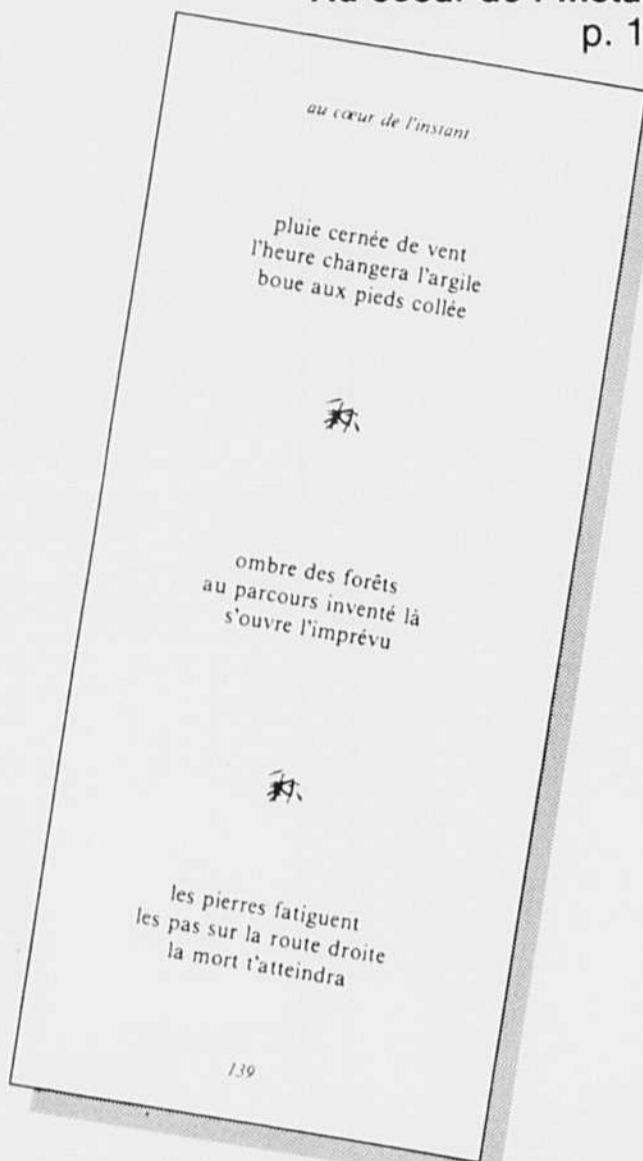 p. 1
au cœur de l'instant
pluie cernée de vent
l'heure changera l'argile
boue aux pieds collée
ombre des forêts
au parcours inventé là
s'ouvre l'imprévu
les pierres fatiguent
les pas sur la route droite
la mort t'atteindra
139